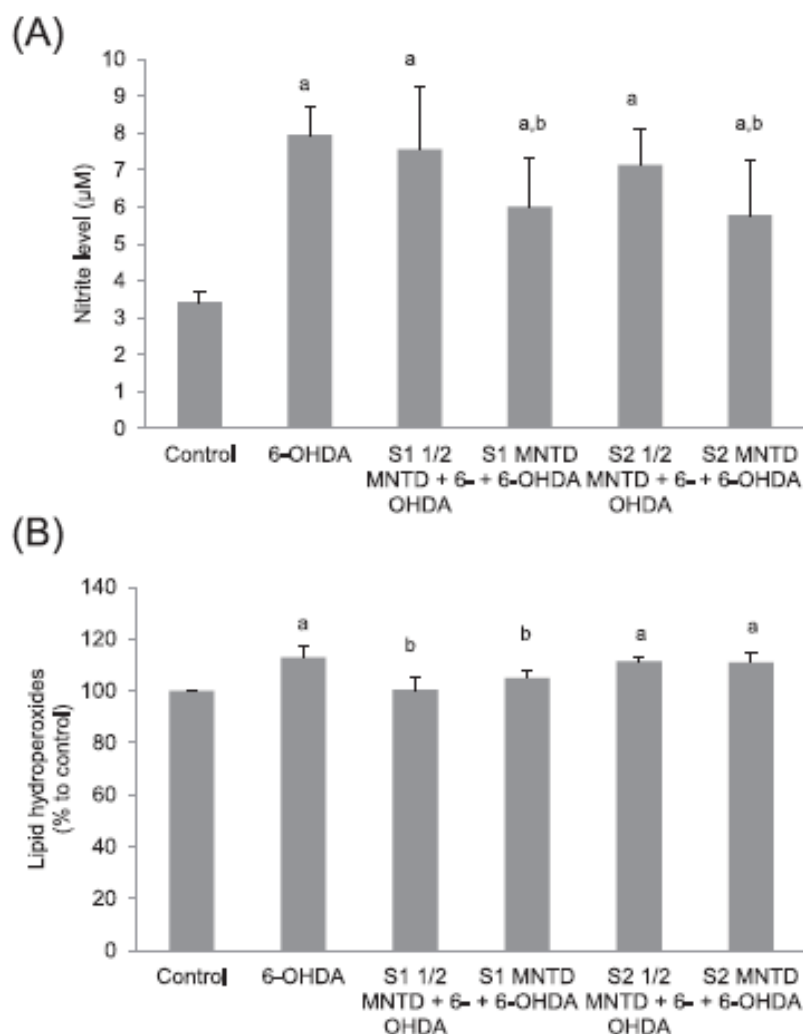 (A)
10
9
8
7
6
5
4
3
2
1
0
Nitrite level (µM)
a
a
a,b
a
a,b
Control
6-OHDA
S1 1/2
MNTD + 6-
OHDA
S1 MNTD
+ 6-OHDA
S2 1/2
MNTD + 6-
OHDA
S2 MNTD
+ 6-OHDA
(B)
140
120
100
80
60
40
20
0
Lipid hydroperoxides
(% to control)
a
b
b
a
a
Control
6-OHDA
S1 1/2
MNTD + 6-
OHDA
S1 MNTD
+ 6-OHDA
S2 1/2
MNTD + 6-
OHDA
S2 MNTD
+ 6-OHDA